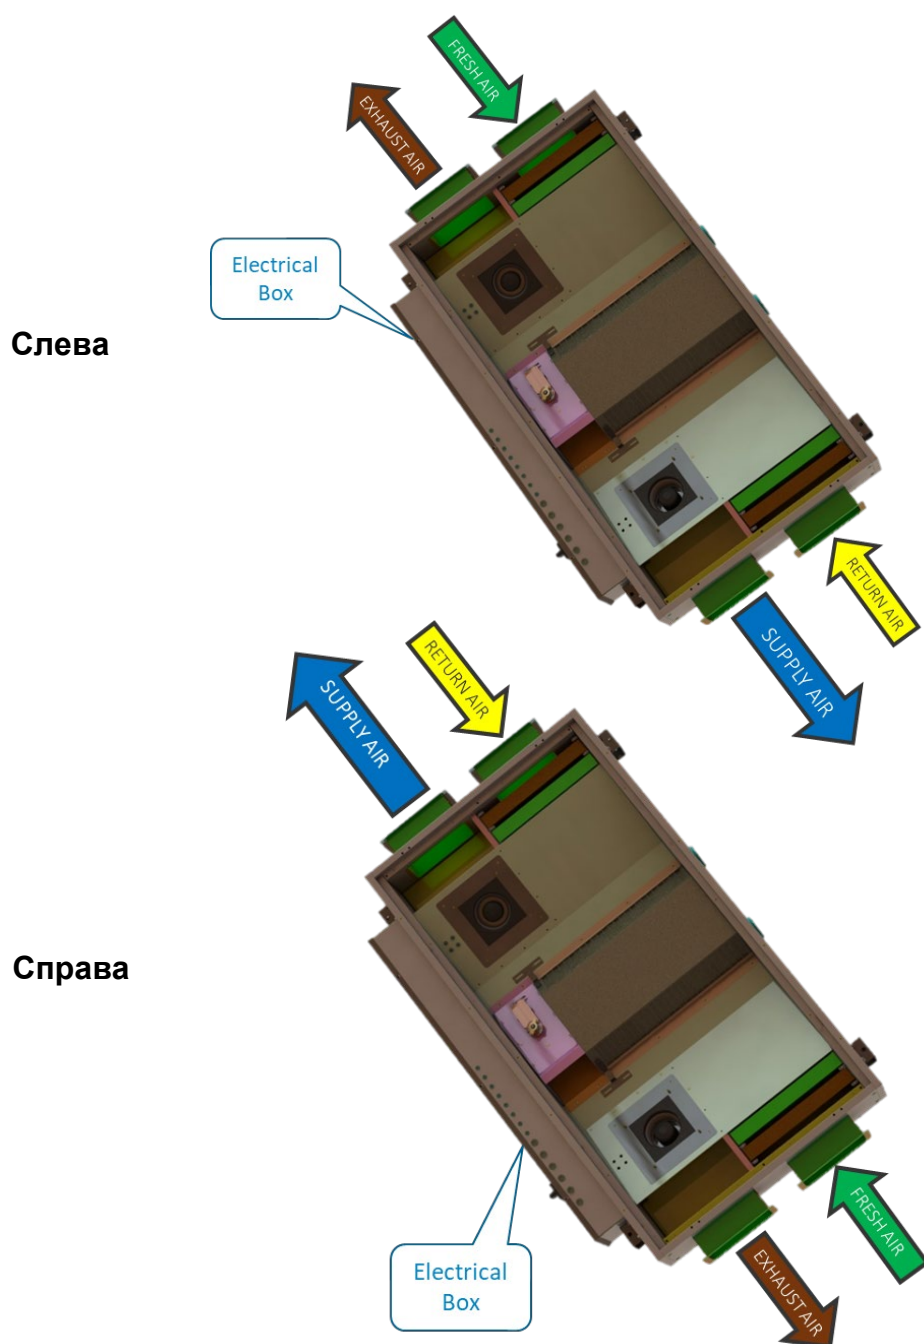 FRESH AIR
EXHAUST AIR
Electrical
Box
Слева
RETURN AIR
SUPPLY AIR
SUPPLY AIR
RETURN AIR
Справа
FRESH AIR
Electrical
Box
EXHAUST AIR